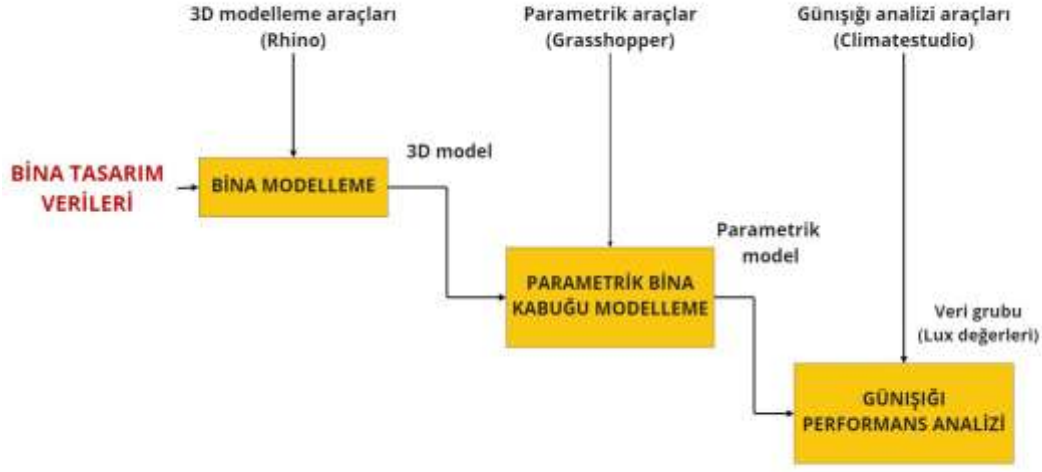 3D modelleme araçları
(Rhino)
Parametrik araçlar
(Grasshopper)
Günışığı analizi araçları
(Climatestudio)
BİNA TASARIM
VERİLERİ
BİNA MODELLEME
3D model
PARAMETRİK BİNA
KABUĞU MODELLEME
Parametrik
model
Veri grubu
(Lux değerleri)
GÜNIŞIĞI
PERFORMANS ANALİZİ